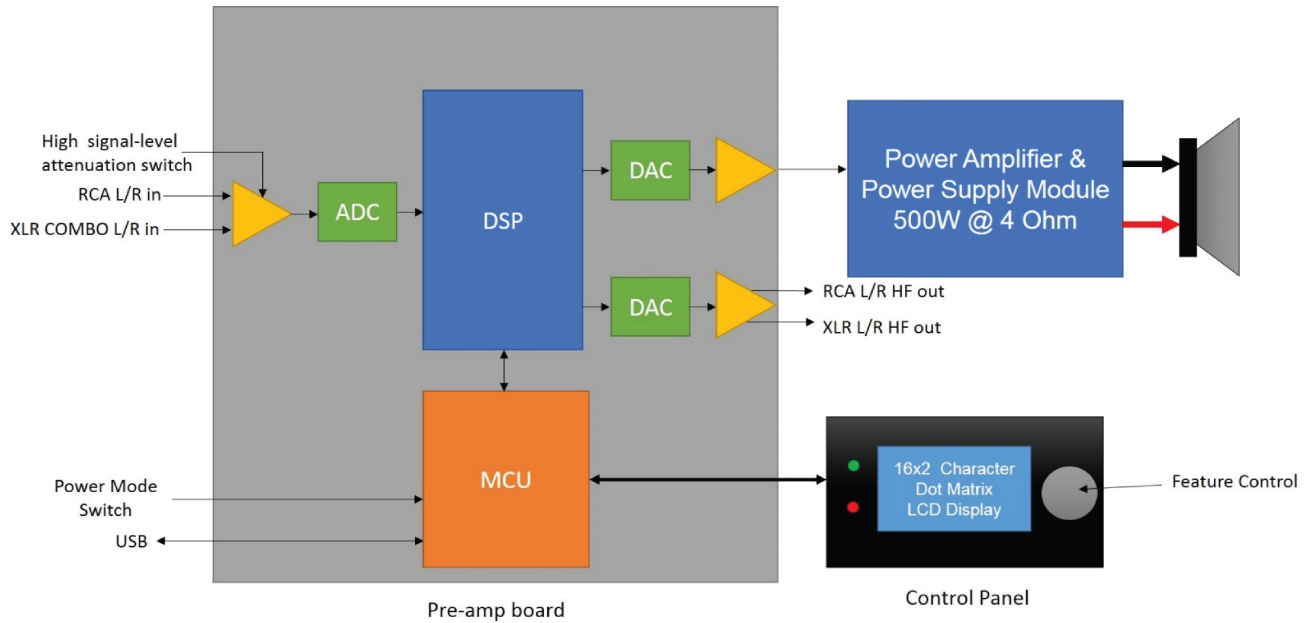 High signal-level
attenuation switch
RCA L/R in
XLR COMBO L/R in
ADC
DSP
DAC
DAC
Power Amplifier &
Power Supply Module
500W @ 4 Ohm
RCA L/R HF out
XLR L/R HF out
MCU
Power Mode
Switch
USB
16x2 Character
Dot Matrix
LCD Display
Feature Control
Pre-amp board
Control Panel